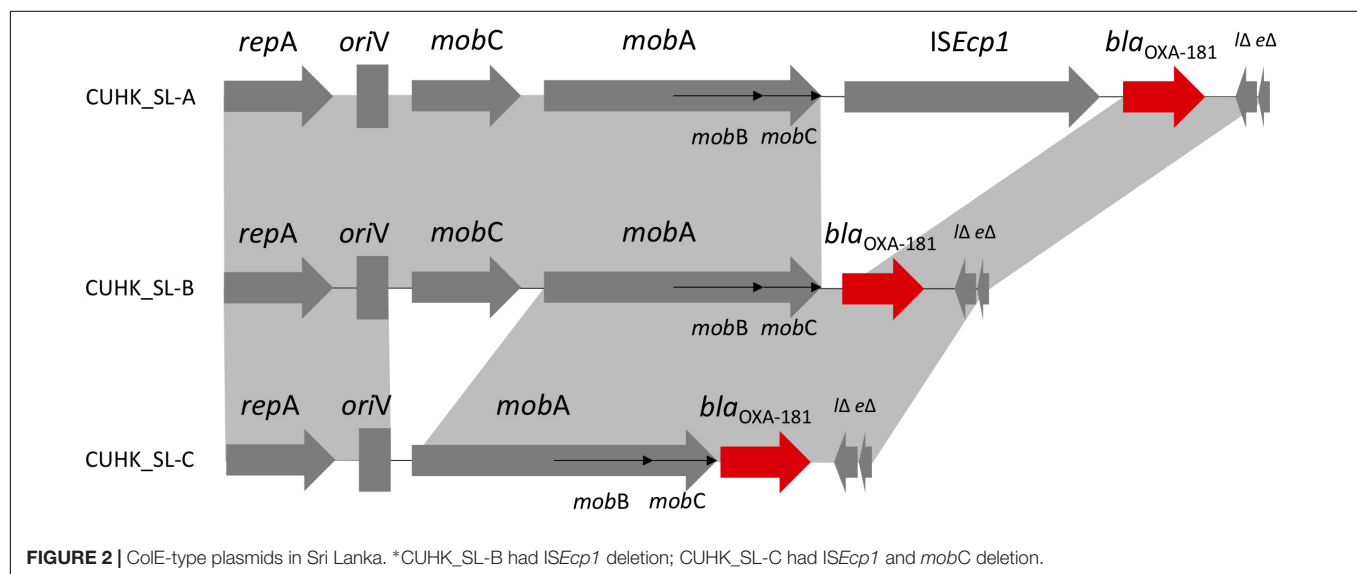 repA oriV mobC mobA ISEcp1 blaOXA-181 lΔ eΔ
CUHK_SL-A
mobB mobC
repA oriV mobC mobA blaOXA-181 lΔ eΔ
CUHK_SL-B
mobB mobC
repA oriV mobA blaOXA-181 lΔ eΔ
CUHK_SL-C
mobB mobC
FIGURE 2 | ColE-type plasmids in Sri Lanka. *CUHK_SL-B had ISEcp1 deletion; CUHK_SL-C had ISEcp1 and mobC deletion.